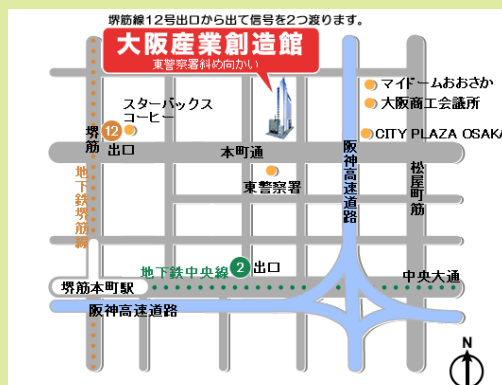 堺筋線12号出口から出て信号を2つ渡ります。
大阪産業創造館
東警察署斜め向かい
マイドームおおさか
大阪商工会議所
CITY PLAZA OSAKA
スターバックス
コーヒー
堺筋
12
出口
本町通
東警察署
阪神高速道路
松屋町筋
地下鉄堺筋線
地下鉄中央線
2
出口
中央大通
堺筋本町駅
阪神高速道路
N